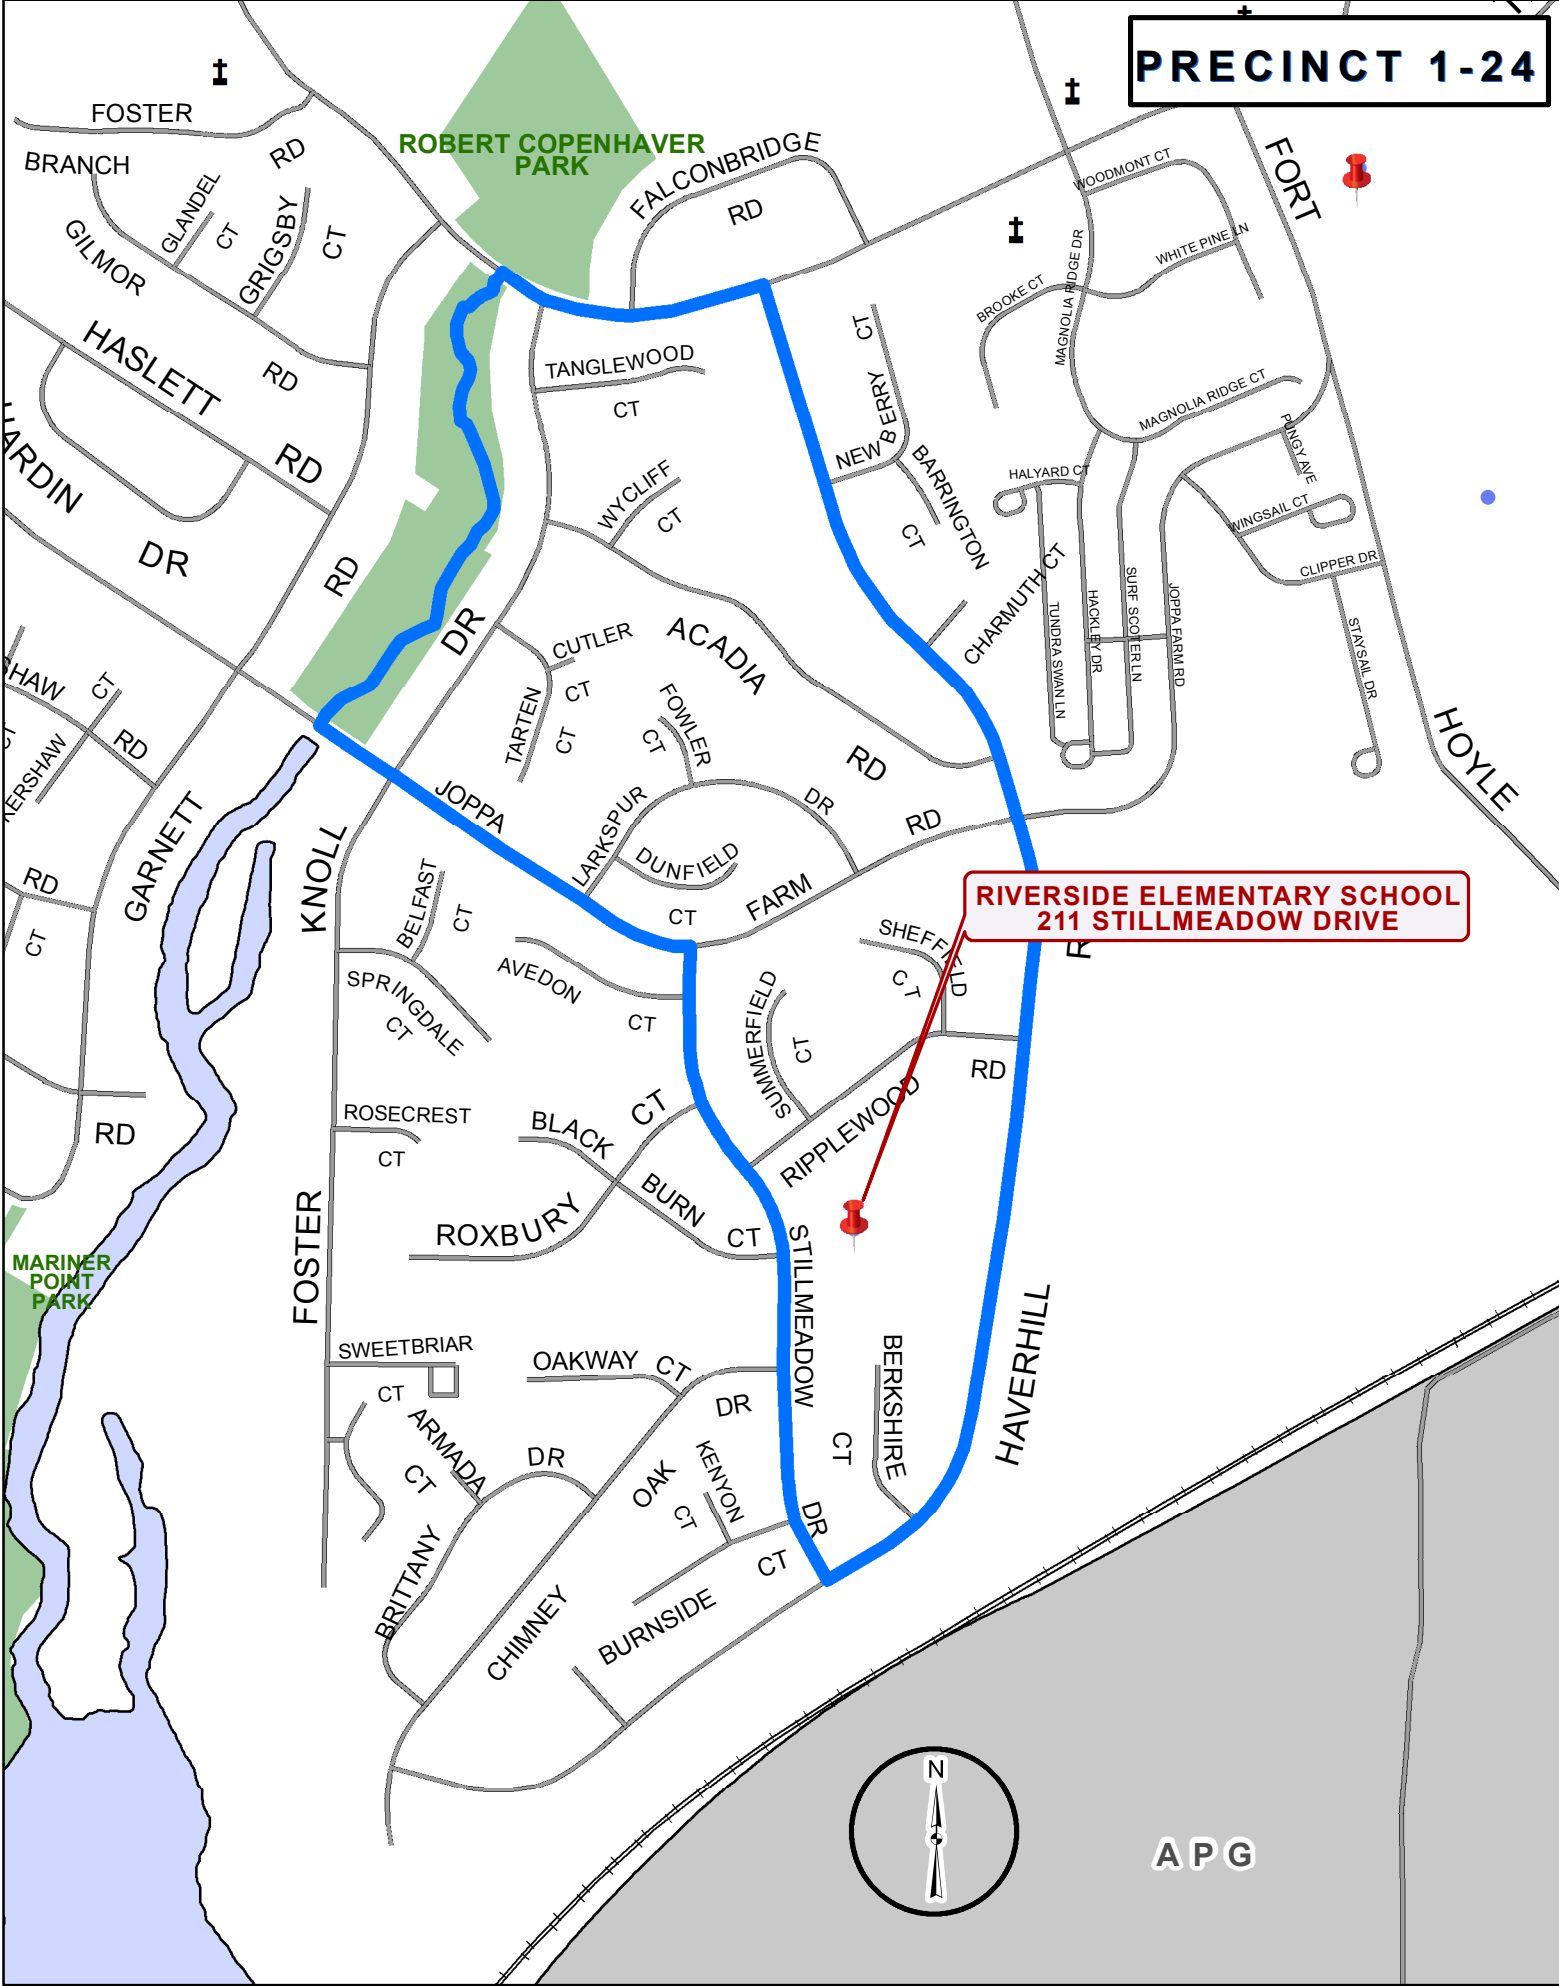 PRECINCT 1-24
FOSTER
BRANCH
RD
GLANDEL
CT
GRIGSBY
CT
GILMOR
RD
ROBERT COPENHAVER
PARK
FALCONBRIDGE
RD
WOODMONT CT
FORT
WHITE PINE LN
BROOKE CT
MAGNOLIA RIDGE DR
MAGNOLIA RIDGE CT
PUNGY AVE
HASLETT
RD
DR
RD
TANGLEWOOD
CT
WYCLIFF
CT
NEW
BERRY
CT
BARRINGTON
CT
HALYARD CT
WINGSAIL CT
CLIPPER DR
STAYSAIL DR
CHARMUTH CT
TUNDRA SWAN LN
HACKLEY DR
SURF SCOTER LN
JOPPA FARM RD
HOYLE
DR
CUTLER
CT
TARTEN
CT
ACADIA
RD
FOWLER
CT
LARKSPUR
DR
DUNFIELD
CT
JOPPA
FARM
RD
CT
RD
KERSHAW
CT
RD
CT
GARNETT
KNOLL
BELFAST
CT
SPRINGDALE
CT
AVEDON
CT
RIVERSIDE ELEMENTARY SCHOOL
211 STILLMEADOW DRIVE
SHEFFIELD
CT
SUMMERFIELD
CT
RIPPLEWOOD
RD
RD
ROSECREST
CT
BLACK
BURN
CT
ROXBURY
CT
MARINER
POINT
PARK
FOSTER
STILLMEADOW
DR
HAVERHILL
SWEETBRIAR
CT
OAKWAY
CT
DR
BERKSHIRE
CT
ARMADA
CT
DR
OAK
KENYON
CT
BRITTANY
CHIMNEY
BURNSIDE
CT
N
APG